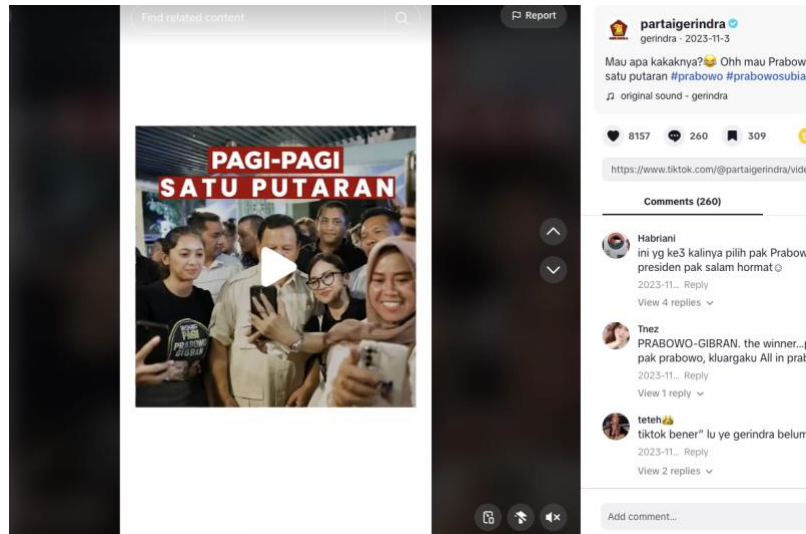 Find related content
Report
PAGI-PAGI
SATU PUTARAN
PRABOWO
GIBRAN
partaigerindra
gerindra · 2023-11-3
Mau apa kakaknya?😂 Ohh mau Prabow
satu putaran #prabowo #prabowosubia
original sound - gerindra
8157
260
309
https://www.tiktok.com/@partaigerindra/vide
Comments (260)
Habriani
ini yg ke3 kalinya pilih pak Prabow
presiden pak salam hormat☺
2023-11... Reply
View 4 replies
Tnez
PRABOWO-GIBRAN. the winner...p
pak prabowo, kluargaku All in prab
2023-11... Reply
View 1 reply
teteh👑
tiktok bener" lu ye gerindra belum
2023-11... Reply
View 2 replies
Add comment...